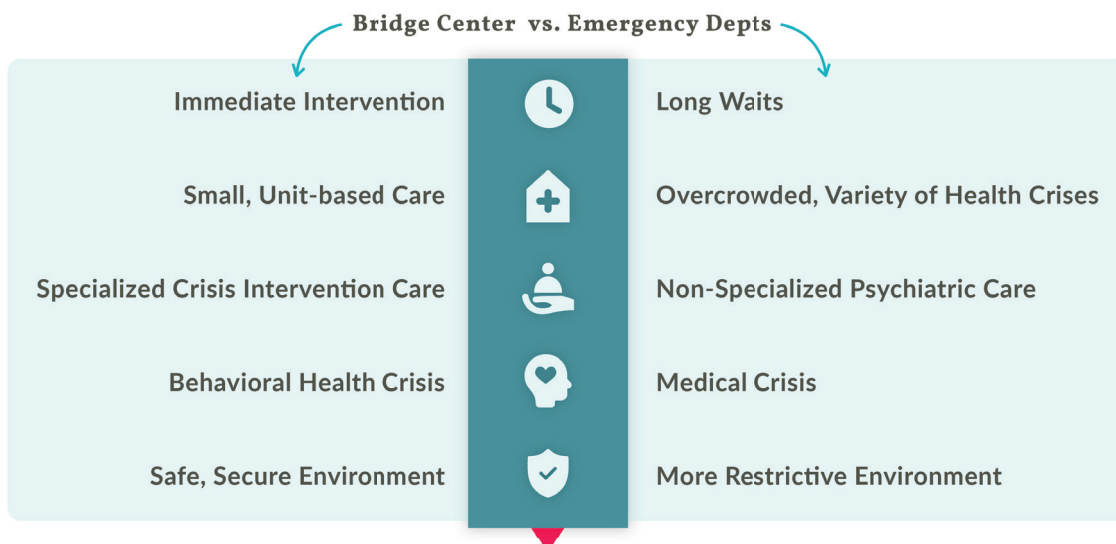 Bridge Center vs. Emergency Depts
Immediate Intervention
Long Waits
Small, Unit-based Care
Overcrowded, Variety of Health Crises
Specialized Crisis Intervention Care
Non-Specialized Psychiatric Care
Behavioral Health Crisis
Medical Crisis
Safe, Secure Environment
More Restrictive Environment